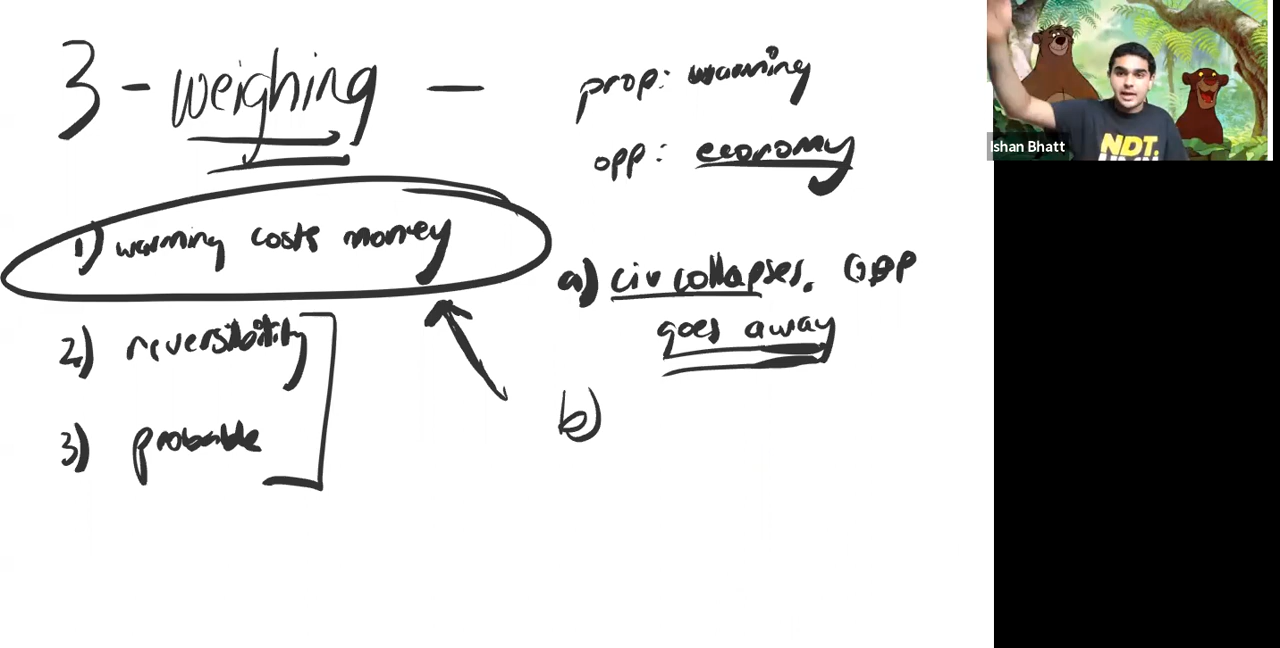 3 - weighing -
prop: warming
opp: economy
1) warming costs money
2) reversibility
3) probable
a) civ collapses. GDP
goes away
b)
Ishan Bhatt
NDT.